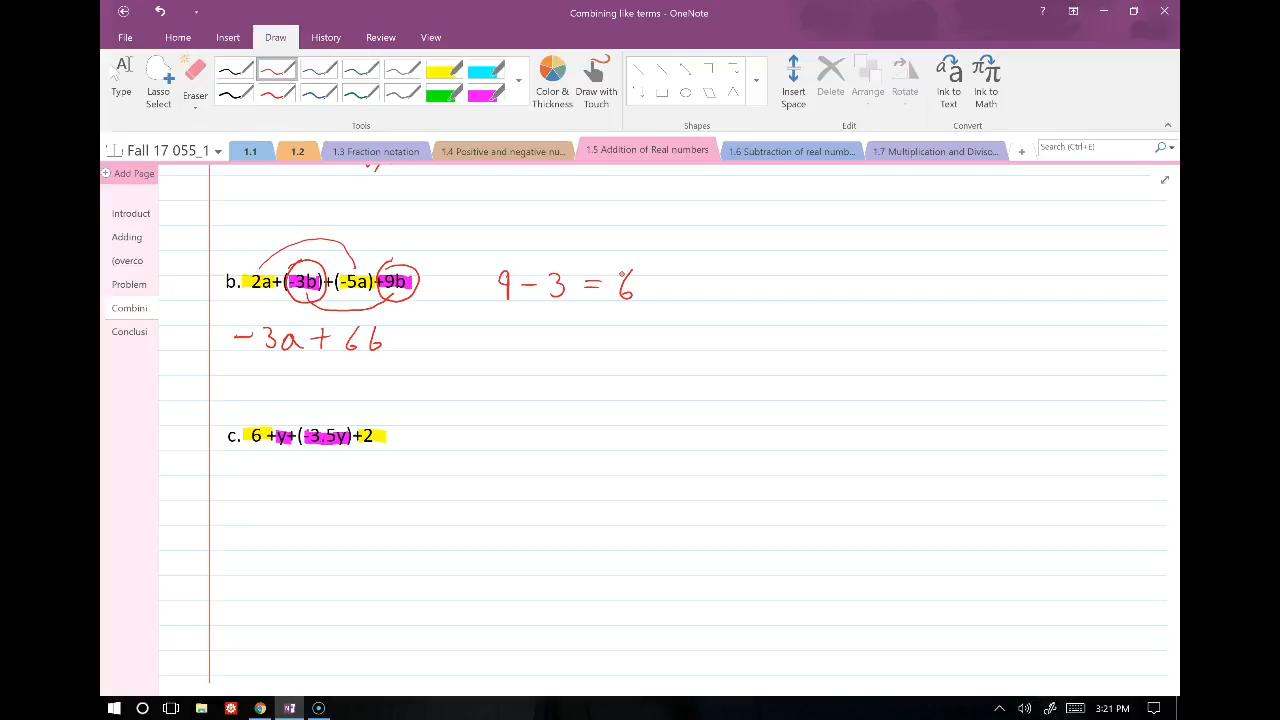 Combining like terms - OneNote
?
File Home Insert Draw History Review View
Type
Lasso Select
Eraser
Color & Thickness
Draw with Touch
Insert Space
Delete
Arrange
Rotate
Ink to Text
Ink to Math
Tools Shapes Edit Convert
Fall 17 055_1 1.1 1.2 1.3 Fraction notation 1.4 Positive and negative nu... 1.5 Addition of Real numbers 1.6 Subtraction of real numb... 1.7 Multiplication and Diviso... + Search (Ctrl+E)
Add Page
Introduct
Adding
(overco
Problem
Combini
Conclusi
b. 2a+(-3b)+(-5a)+9b 9 - 3 = 6
-3a + 6b
c. 6 +y+(-3.5y)+2
3:21 PM